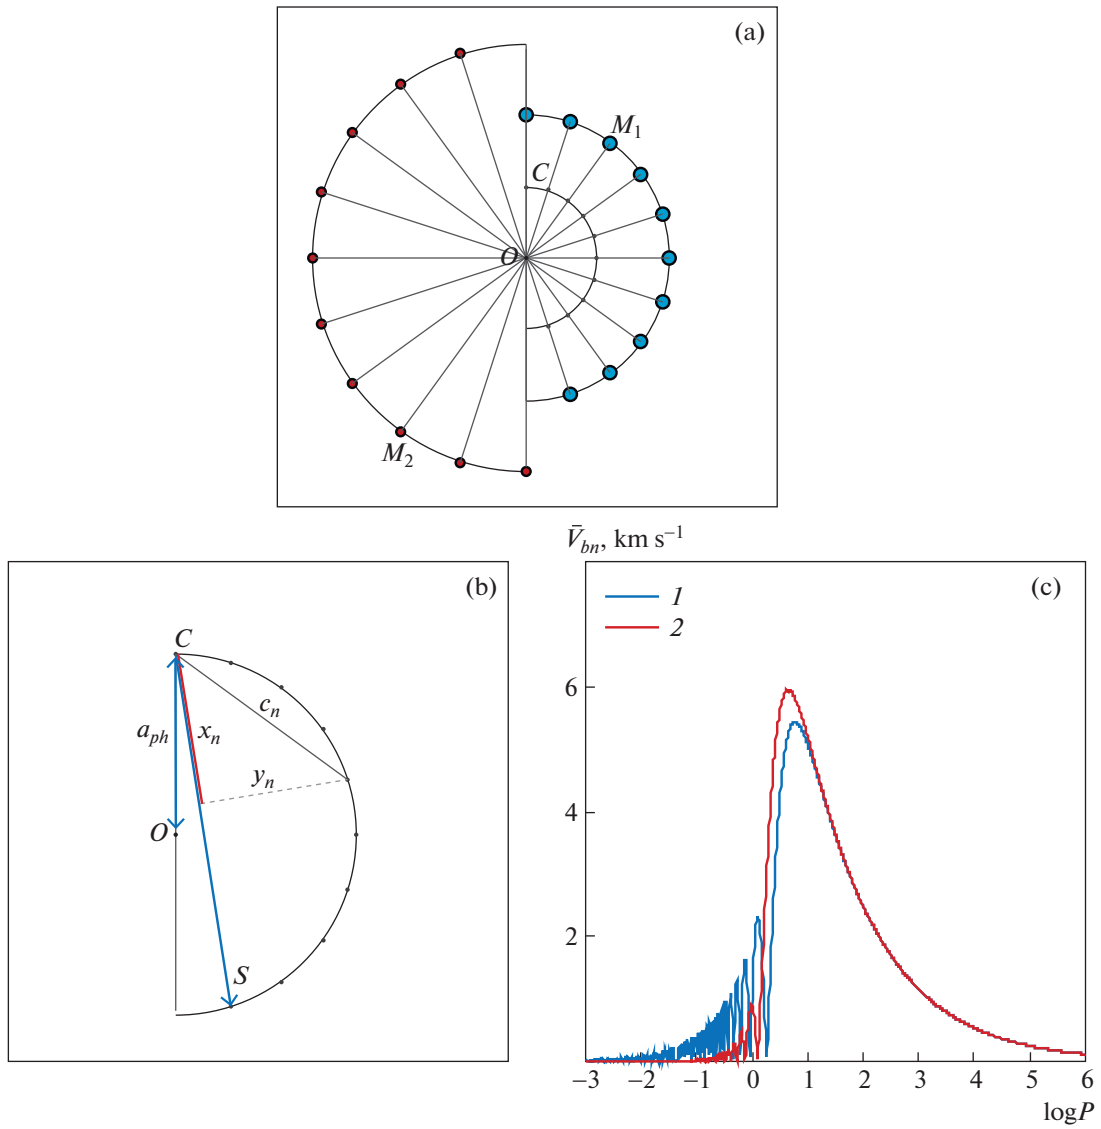 (a)
M₁
C
O
M₂
V̄bn, km s⁻¹
(b)
C
cₙ
aₚₕ
xₙ
yₙ
O
S
(c)
1
2
6
4
2
−3 −2 −1 0 1 2 3 4 5 6
logP